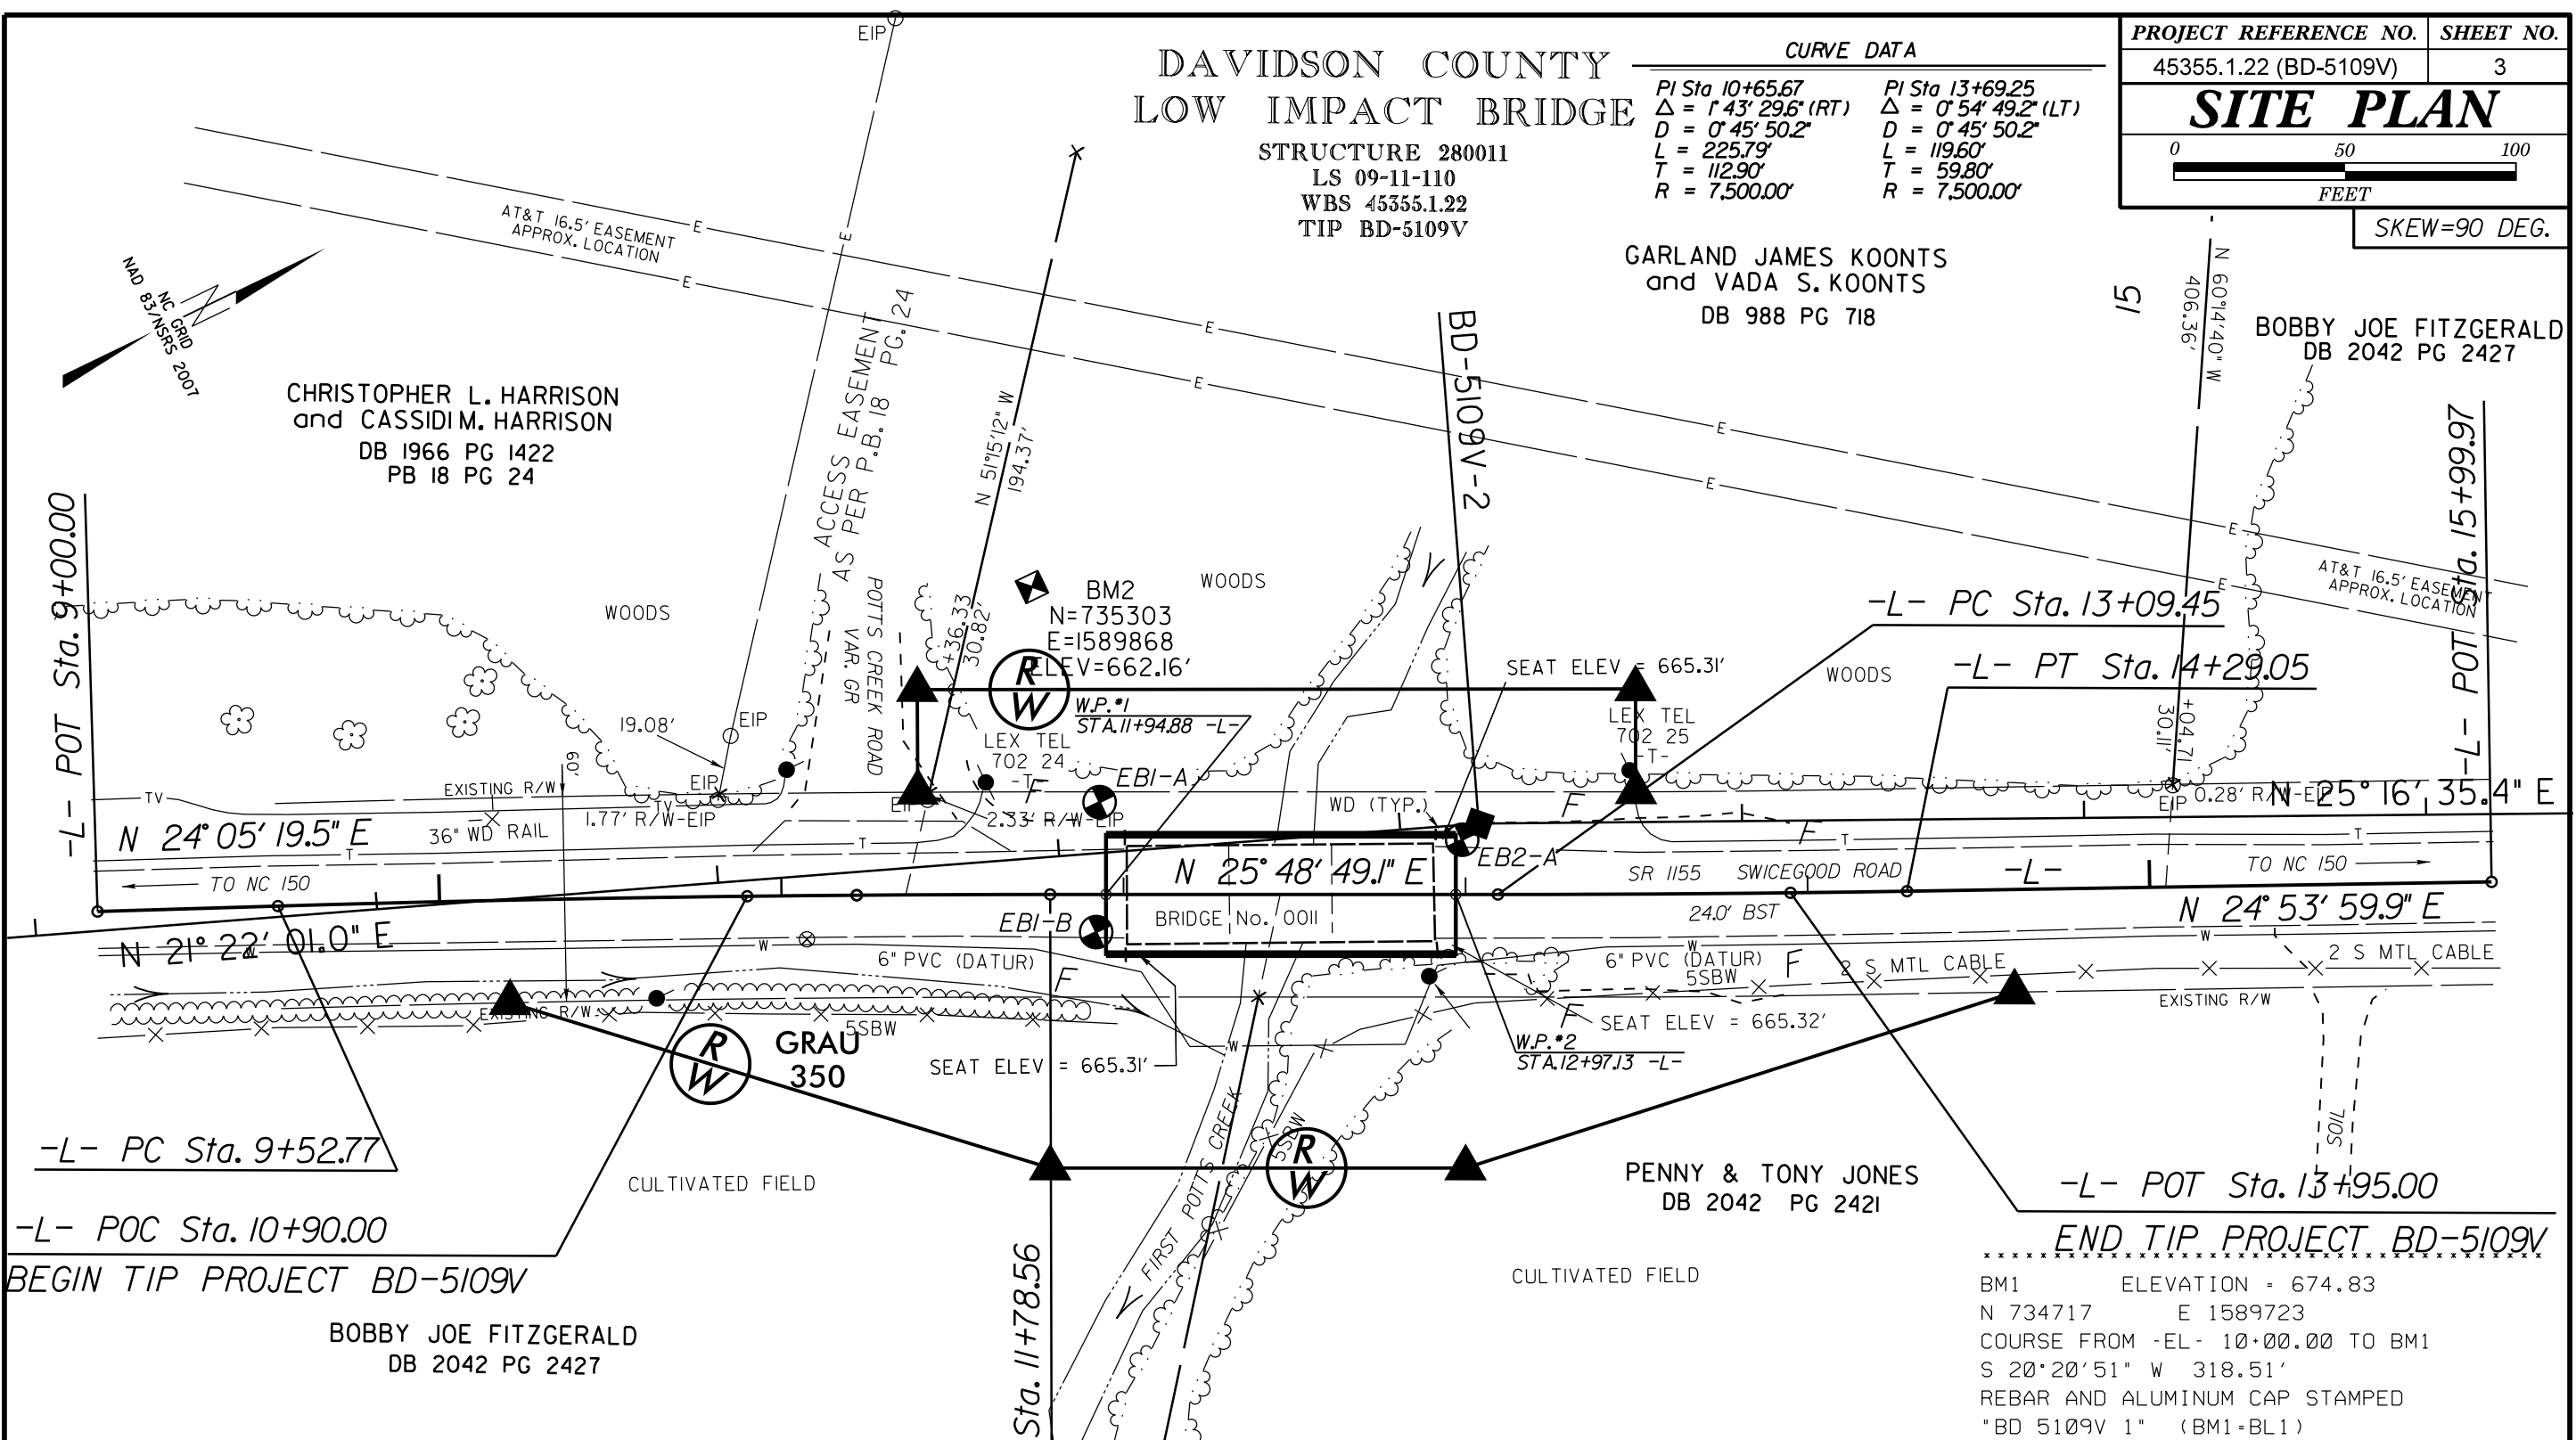 EIP
DAVIDSON COUNTY
LOW IMPACT BRIDGE
STRUCTURE 280011
LS 09-11-110
WBS 45355.1.22
TIP BD-5109V
CURVE DATA
PI Sta 10+65.67
Δ = 1° 43' 29.6" (RT)
D = 0° 45' 50.2"
L = 225.79'
T = 112.90'
R = 7,500.00'
PI Sta 13+69.25
Δ = 0° 54' 49.2" (LT)
D = 0° 45' 50.2"
L = 119.60'
T = 59.80'
R = 7,500.00'
PROJECT REFERENCE NO.
SHEET NO.
45355.1.22 (BD-5109V)
3
SITE PLAN
0 50 100
FEET
SKEW=90 DEG.
AT&T 16.5' EASEMENT
APPROX. LOCATION
E
E
E
E
E
E
E
E
E
NC GRID
NAD 83/NSRS 2007
CHRISTOPHER L. HARRISON
and CASSIDI M. HARRISON
DB 1966 PG 1422
PB 18 PG 24
ACCESS EASEMENT
AS PER P.B. 18 PG. 24
N 51°15'12" W
194.37'
GARLAND JAMES KOONTS
and VADA S. KOONTS
DB 988 PG 718
BD-5109V-2
15
N 60°14'40" W
406.36'
BOBBY JOE FITZGERALD
DB 2042 PG 2427
-L- POT Sta. 9+00.00
-L- POT Sta. 15+99.97
WOODS
POTTS CREEK ROAD
VAR. GR
+36.33
30.82'
BM2
N=735303
E=1589868
ELEV=662.16'
R
W
WOODS
W.P. #1
STA. 11+94.88 -L-
SEAT ELEV = 665.31'
WOODS
-L- PC Sta. 13+09.45
-L- PT Sta. 14+29.05
AT&T 16.5' EASEMENT
APPROX. LOCATION
LEX TEL
702 24
-T-
LEX TEL
702 25
-T-
+04.71
30.11'
19.08'
EIP
60'
EXISTING R/W
TV
TV
EIP
EIP
1.77' R/W-EIP
2.33' R/W-EIP
36" WD RAIL
F
EB1-A
WD (TYP.)
F
F
EIP
0.28' R/W-EIP
N 25° 16' 35.4" E
N 24° 05' 19.5" E
T
T
T
T
TO NC 150
N 25° 48' 49.1" E
EB2-A
SR 1155 SWICEGOOD ROAD
-L-
TO NC 150
N 21° 22' 01.0" E
EB1-B
BRIDGE No. 0011
24.0' BST
N 24° 53' 59.9" E
W
W
W
W
6" PVC (DATUR)
F
6" PVC (DATUR)
5SBW
F
2 S MTL CABLE
2 S MTL CABLE
EXISTING R/W
5SBW
EXISTING R/W
R
W
GRAU
350
SEAT ELEV = 665.31'
W
F
SEAT ELEV = 665.32'
W.P. #2
STA. 12+97.13 -L-
SOIL
-L- PC Sta. 9+52.77
CULTIVATED FIELD
FIRST POTTS CREEK
5SBW
R
W
PENNY & TONY JONES
DB 2042 PG 2421
-L- POT Sta. 13+95.00
END TIP PROJECT BD-5109V
-L- POC Sta. 10+90.00
BEGIN TIP PROJECT BD-5109V
Sta. 11+78.56
CULTIVATED FIELD
BOBBY JOE FITZGERALD
DB 2042 PG 2427
BM1 ELEVATION = 674.83
N 734717 E 1589723
COURSE FROM -EL- 10+00.00 TO BM1
S 20°20'51" W 318.51'
REBAR AND ALUMINUM CAP STAMPED
"BD 5109V 1" (BM1=BL1)